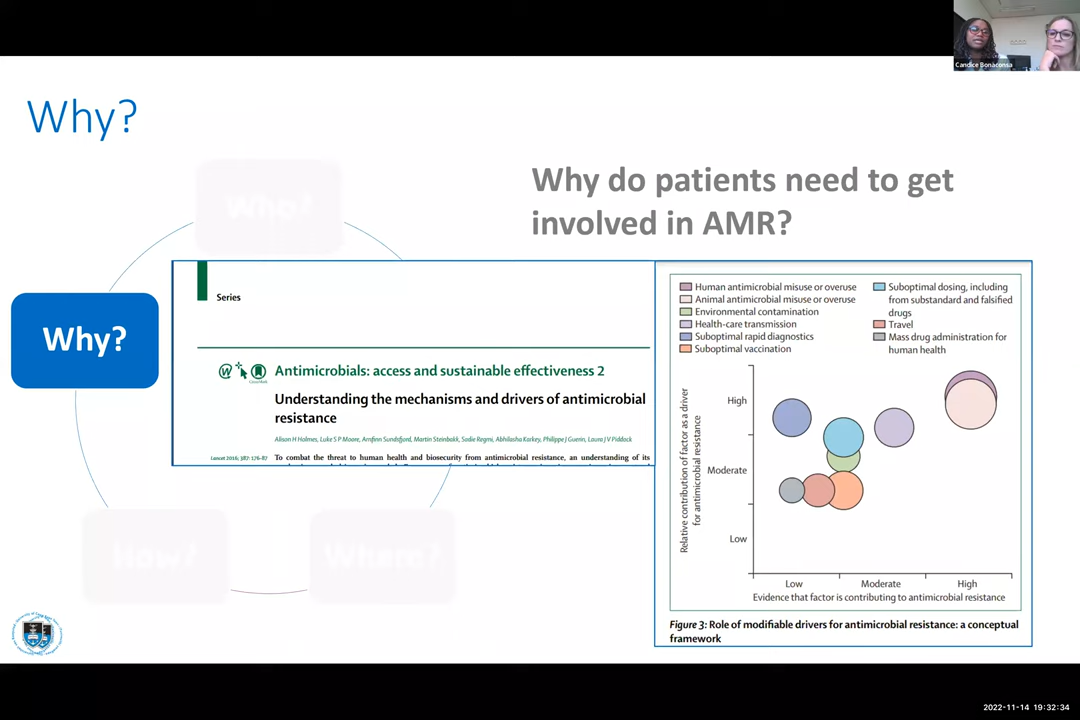 Candice Bonaconsa
Why?
Who?
Why do patients need to get
involved in AMR?
Why?
Series
Antimicrobials: access and sustainable effectiveness 2
Understanding the mechanisms and drivers of antimicrobial
resistance
Alison H Holmes, Luke S P Moore, Arnfinn Sundsfjord, Martin Steinbakk, Sadie Regmi, Abhilasha Karkey, Philippe J Guerin, Laura J V Piddock
Lancet 2016; 387: 176–87
To combat the threat to human health and biosecurity from antimicrobial resistance, an understanding of its
Human antimicrobial misuse or overuse
Animal antimicrobial misuse or overuse
Environmental contamination
Health-care transmission
Suboptimal rapid diagnostics
Suboptimal vaccination
Suboptimal dosing, including
from substandard and falsified
drugs
Travel
Mass drug administration for
human health
Relative contribution of factor as a driver
for antimicrobial resistance
High
Moderate
Low
Low Moderate High
Evidence that factor is contributing to antimicrobial resistance
Figure 3: Role of modifiable drivers for antimicrobial resistance: a conceptual
framework
How? Where?
2022-11-14 19:32:34